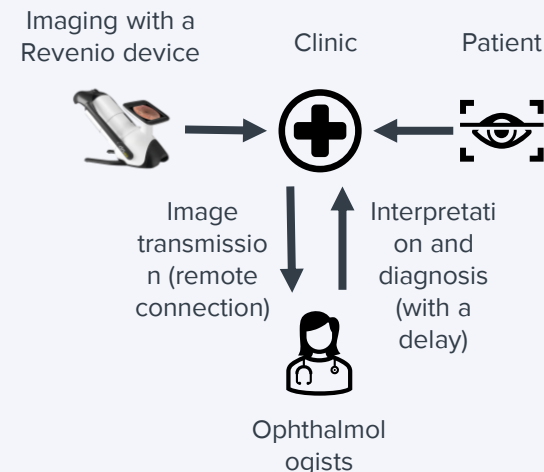 Imaging with a
Revenio device
Clinic
Patient
Image
transmissio
n (remote
connection)
Interpretati
on and
diagnosis
(with a
delay)
Ophthalmol
ogists